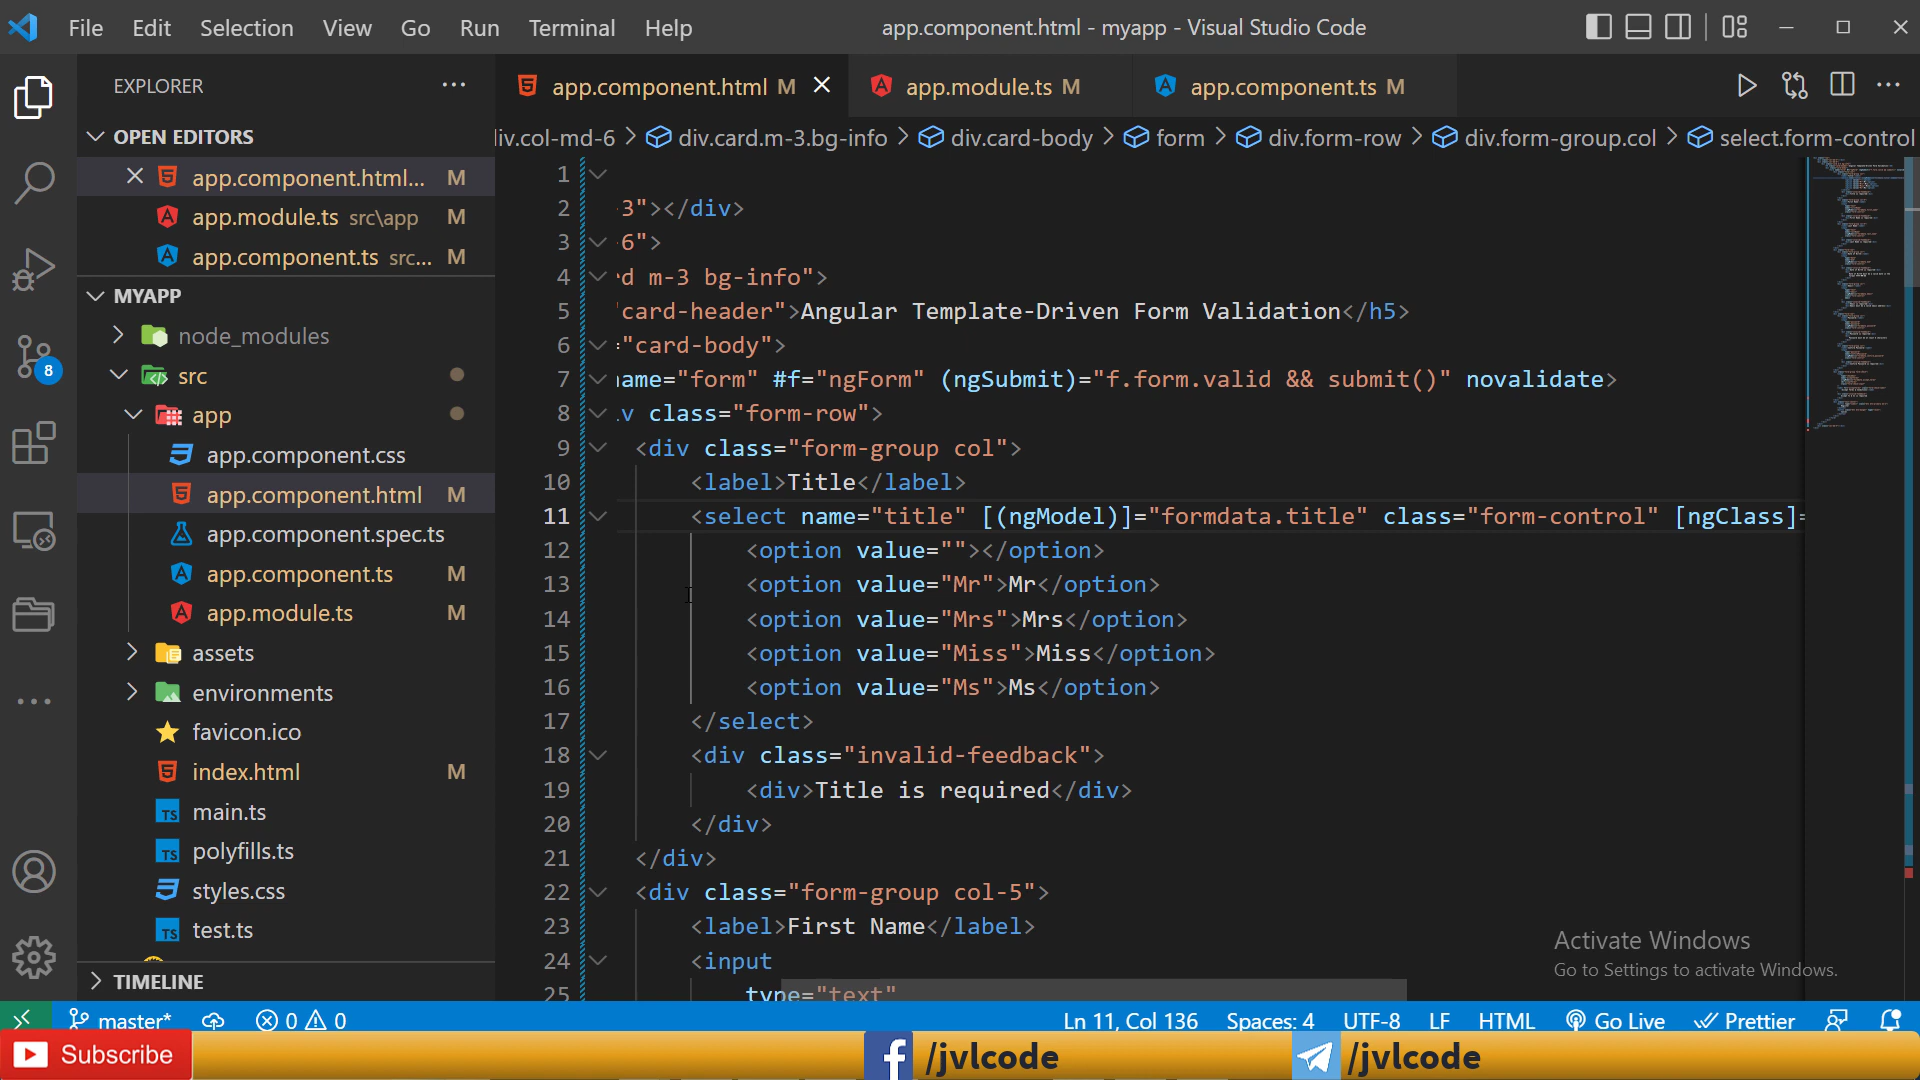 File Edit Selection View Go Run Terminal Help
app.component.html - myapp - Visual Studio Code
EXPLORER
OPEN EDITORS
app.component.html... M
app.module.ts src\app M
app.component.ts src... M
MYAPP
node_modules
src
app
app.component.css
app.component.html M
app.component.spec.ts
app.component.ts M
app.module.ts M
assets
environments
favicon.ico
index.html M
main.ts
polyfills.ts
styles.css
test.ts
TIMELINE
8
app.component.html M
app.module.ts M
app.component.ts M
iv.col-md-6 > div.card.m-3.bg-info > div.card-body > form > div.form-row > div.form-group.col > select.form-control
1
2 3"></div>
3 6">
4 d m-3 bg-info">
5 "card-header">Angular Template-Driven Form Validation</h5>
6 ="card-body">
7 name="form" #f="ngForm" (ngSubmit)="f.form.valid && submit()" novalidate>
8 v class="form-row">
9 <div class="form-group col">
10 <label>Title</label>
11 <select name="title" [(ngModel)]="formdata.title" class="form-control" [ngClass]=
12 <option value=""></option>
13 <option value="Mr">Mr</option>
14 <option value="Mrs">Mrs</option>
15 <option value="Miss">Miss</option>
16 <option value="Ms">Ms</option>
17 </select>
18 <div class="invalid-feedback">
19 <div>Title is required</div>
20 </div>
21 </div>
22 <div class="form-group col-5">
23 <label>First Name</label>
24 <input
25 type="text"
Activate Windows
Go to Settings to activate Windows.
master* 0 0 Ln 11, Col 136 Spaces: 4 UTF-8 LF HTML Go Live Prettier
Subscribe /jvlcode /jvlcode